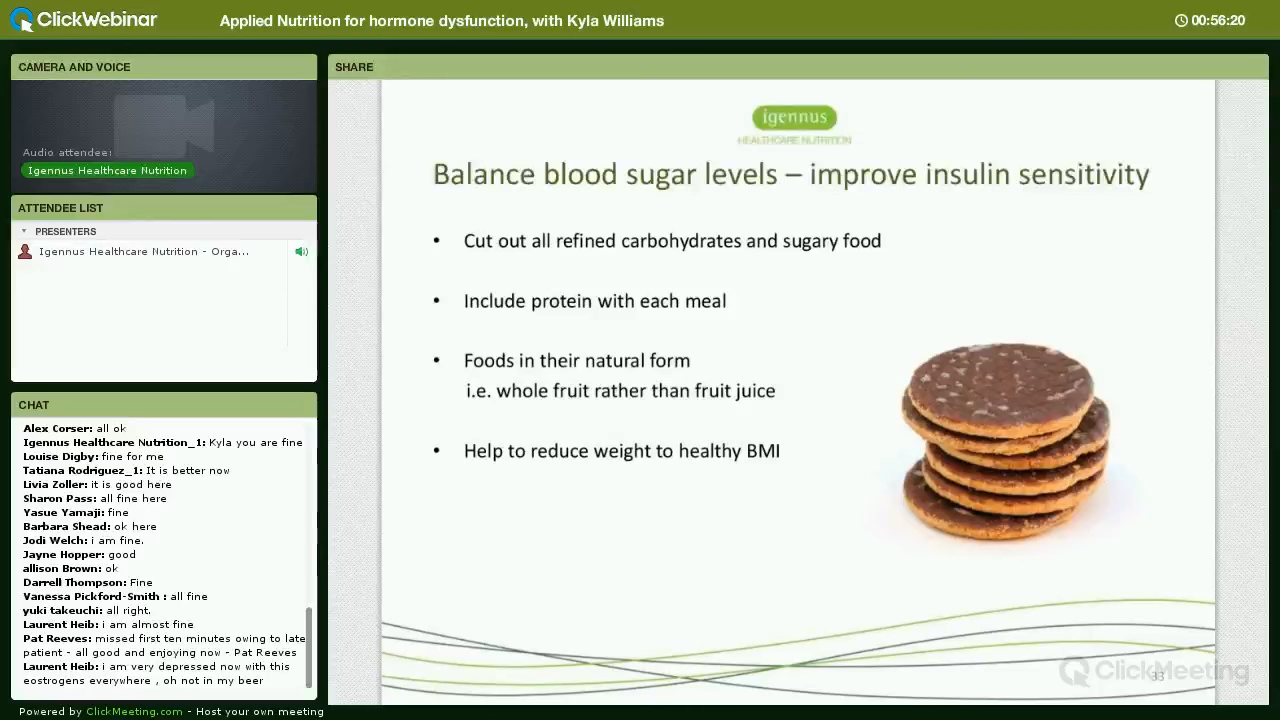 ClickWebinar
Applied Nutrition for hormone dysfunction, with Kyla Williams
00:56:20
CAMERA AND VOICE
Audio attendee:
Igennus Healthcare Nutrition
ATTENDEE LIST
PRESENTERS
Igennus Healthcare Nutrition - Orga...
CHAT
Alex Corser: all ok
Igennus Healthcare Nutrition_1: Kyla you are fine
Louise Digby: fine for me
Tatiana Rodriguez_1: It is better now
Livia Zoller: it is good here
Sharon Pass: all fine here
Yasue Yamaji: fine
Barbara Shead: ok here
Jodi Welch: i am fine.
Jayne Hopper: good
allison Brown: ok
Darrell Thompson: Fine
Vanessa Pickford-Smith : all fine
yuki takeuchi: all right.
Laurent Heib: i am almost fine
Pat Reeves: missed first ten minutes owing to late
patient - all good and enjoying now - Pat Reeves
Laurent Heib: i am very depressed now with this
eostrogens everywhere , oh not in my beer
SHARE
igennus
HEALTHCARE NUTRITION
Balance blood sugar levels – improve insulin sensitivity
• Cut out all refined carbohydrates and sugary food
• Include protein with each meal
• Foods in their natural form
i.e. whole fruit rather than fruit juice
• Help to reduce weight to healthy BMI
ClickMeeting
33
Powered by ClickMeeting.com - Host your own meeting